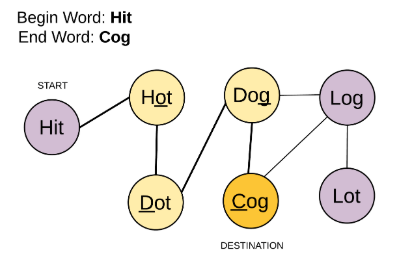 Begin Word: Hit
End Word: Cog
START
Hit
Hot
Dot
Dog
Cog
DESTINATION
Log
Lot